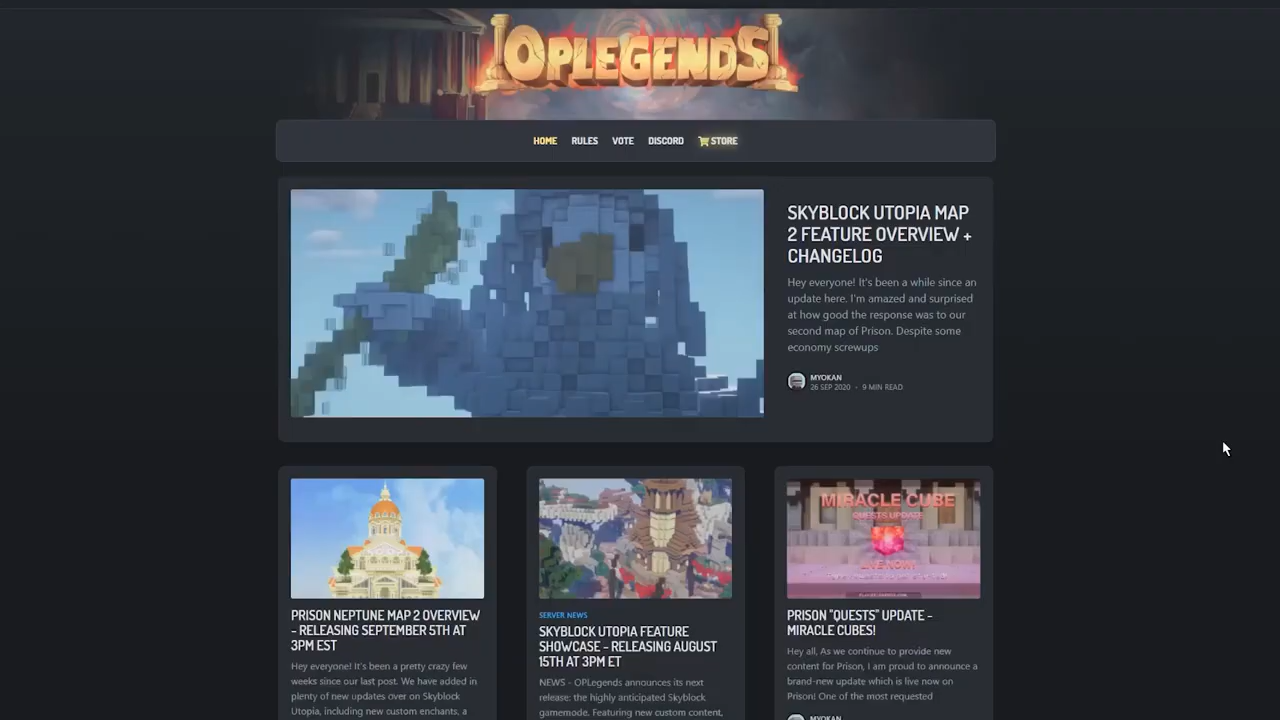 OPLEGENDS
HOME RULES VOTE DISCORD STORE
SKYBLOCK UTOPIA MAP
2 FEATURE OVERVIEW +
CHANGELOG
Hey everyone! It's been a while since an
update here. I'm amazed and surprised
at how good the response was to our
second map of Prison. Despite some
economy screwups
MYOKAN
26 SEP 2020 · 9 MIN READ
PRISON NEPTUNE MAP 2 OVERVIEW
- RELEASING SEPTEMBER 5TH AT
3PM EST
Hey everyone! It's been a pretty crazy few
weeks since our last post. We have added in
plenty of new updates over on Skyblock
Utopia, including new custom enchants, a
SERVER NEWS
SKYBLOCK UTOPIA FEATURE
SHOWCASE - RELEASING AUGUST
15TH AT 3PM ET
NEWS - OPLegends announces its next
release: the highly anticipated Skyblock
gamemode. Featuring new custom content,
MIRACLE CUBE
QUESTS UPDATE
LIVE NOW!
PRISON "QUESTS" UPDATE -
MIRACLE CUBES!
Hey all, As we continue to provide new
content for Prison, I am proud to announce a
brand-new update which is live now on
Prison! One of the most requested
MYOKAN